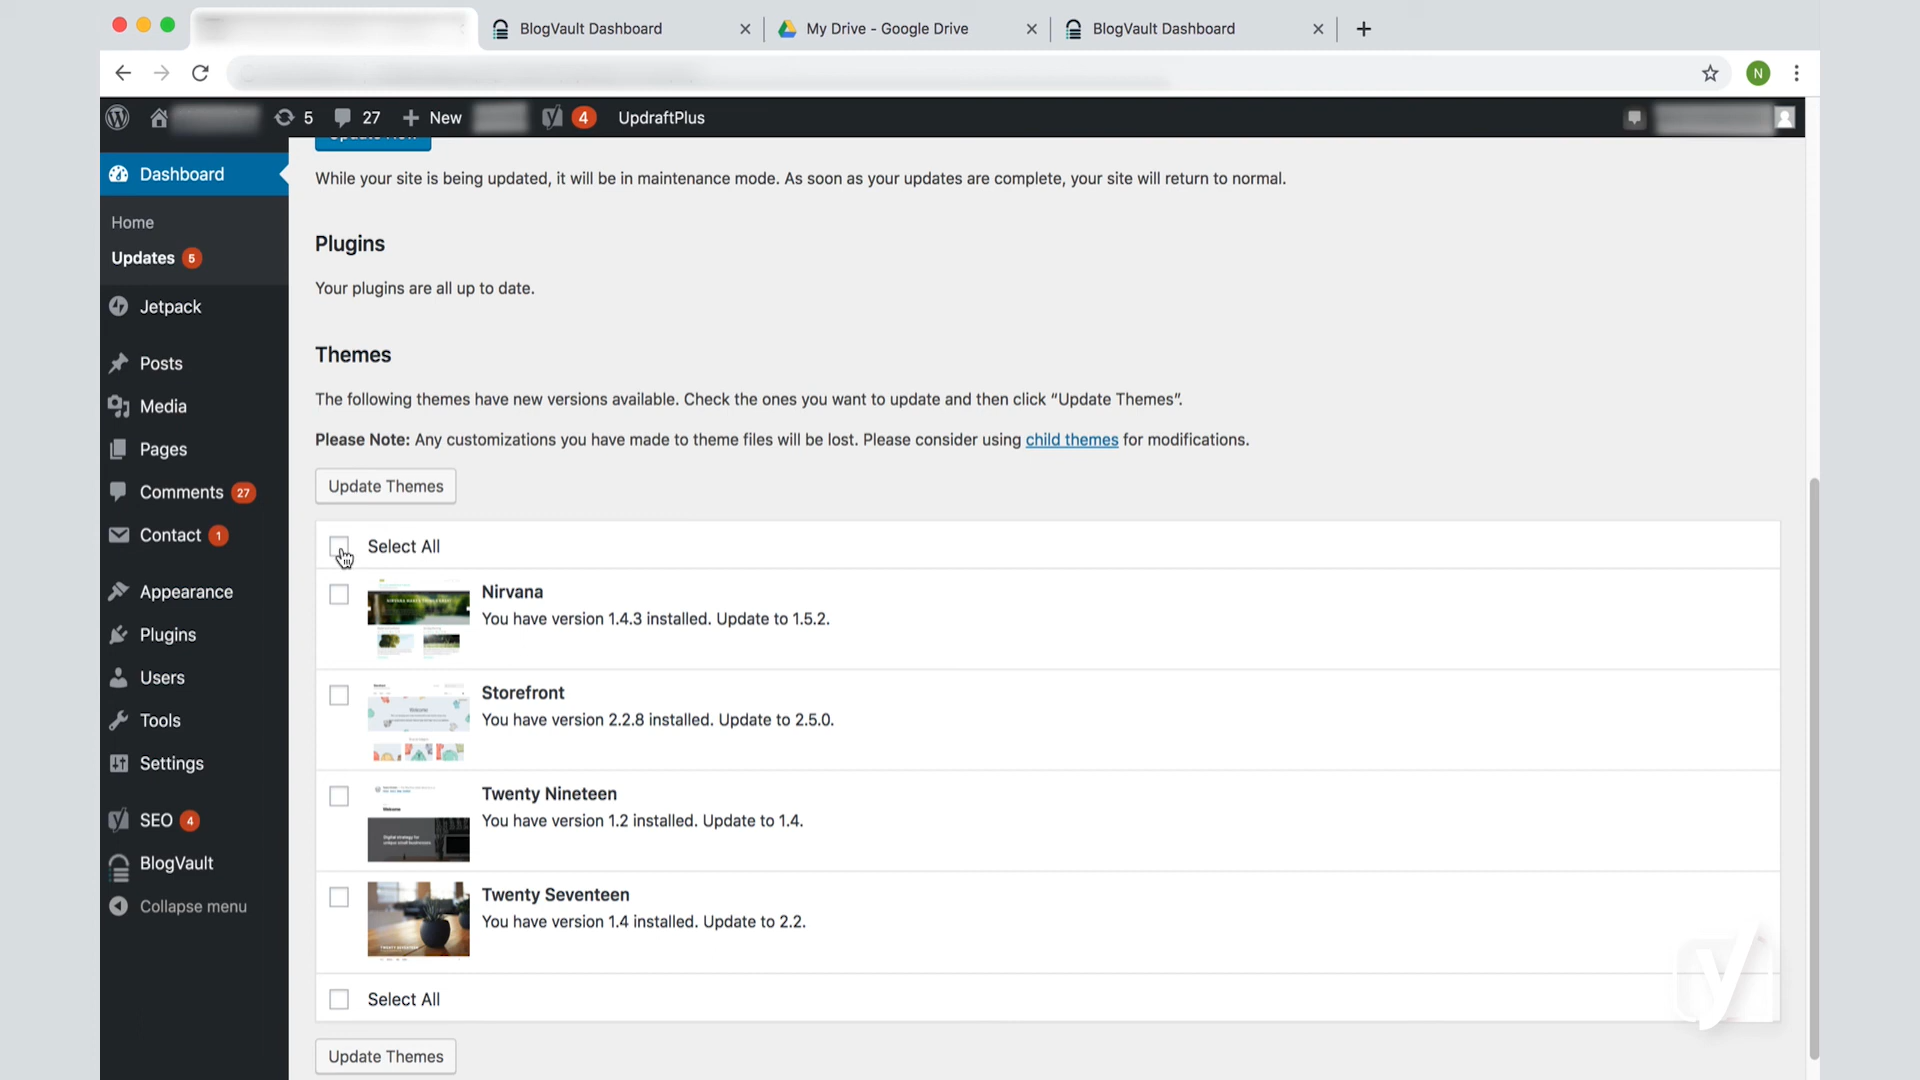 BlogVault Dashboard
My Drive - Google Drive
BlogVault Dashboard
N
5
27
New
4
UpdraftPlus
Dashboard
Home
Updates 5
Jetpack
Posts
Media
Pages
Comments 27
Contact 1
Appearance
Plugins
Users
Tools
Settings
SEO 4
BlogVault
Collapse menu
While your site is being updated, it will be in maintenance mode. As soon as your updates are complete, your site will return to normal.
Plugins
Your plugins are all up to date.
Themes
The following themes have new versions available. Check the ones you want to update and then click “Update Themes”.
Please Note: Any customizations you have made to theme files will be lost. Please consider using child themes for modifications.
Update Themes
Select All
Nirvana
You have version 1.4.3 installed. Update to 1.5.2.
Storefront
You have version 2.2.8 installed. Update to 2.5.0.
Twenty Nineteen
You have version 1.2 installed. Update to 1.4.
Welcome
Twenty Seventeen
You have version 1.4 installed. Update to 2.2.
Select All
Update Themes